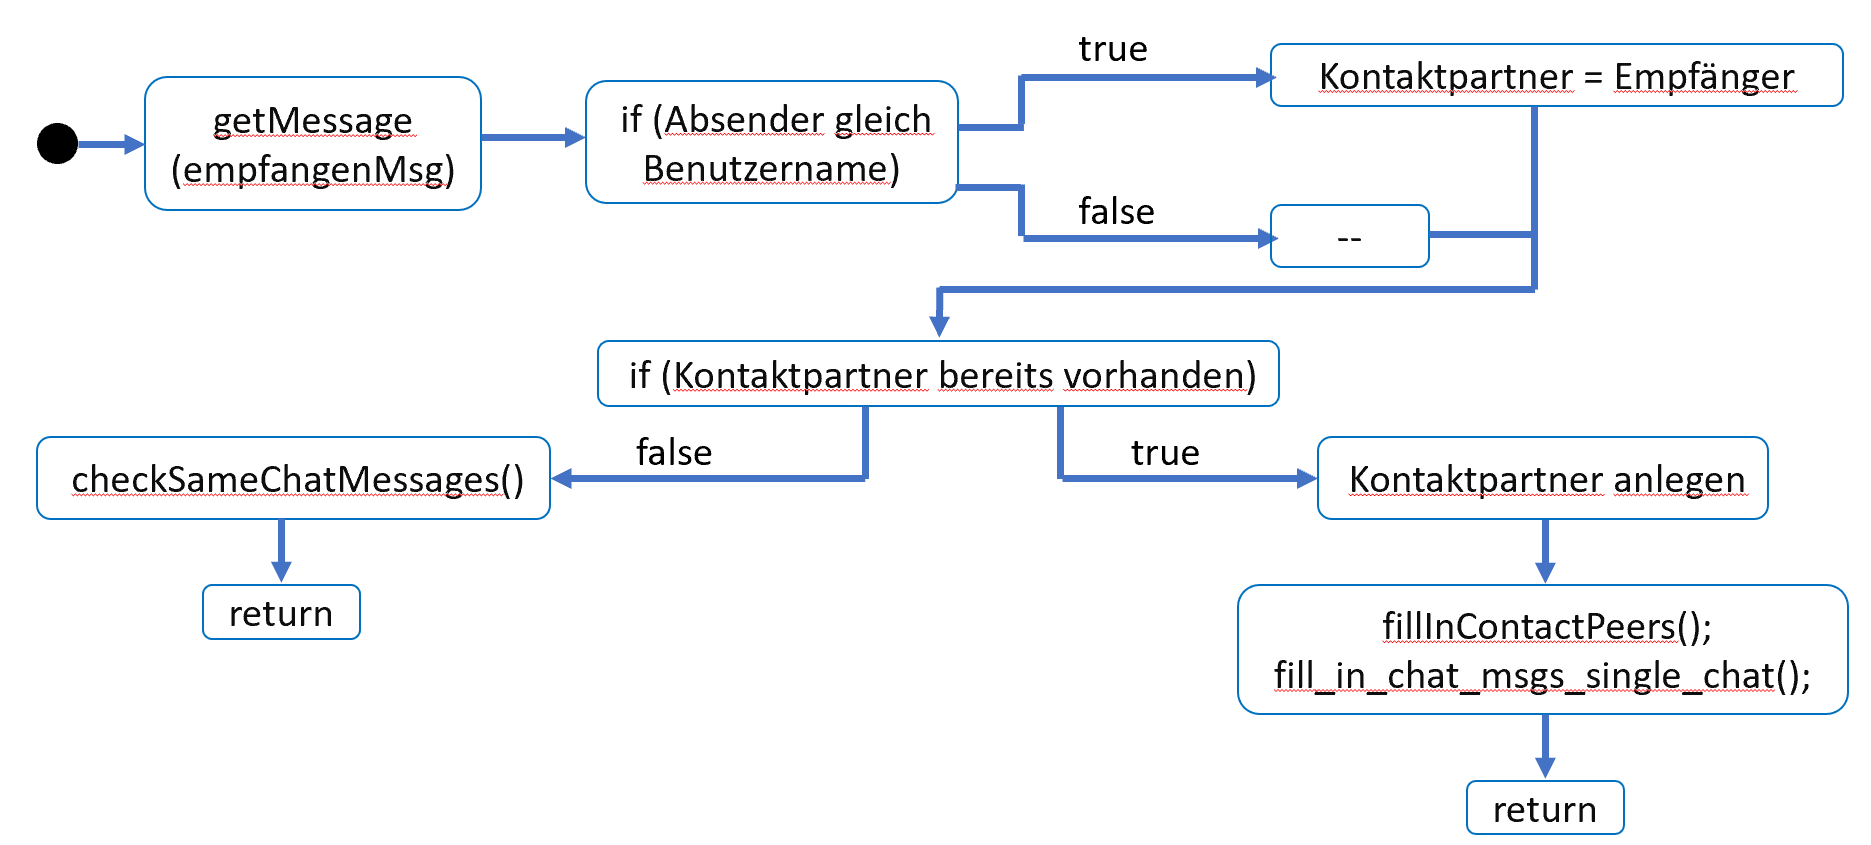 getMessage
(empfangenMsg)
if (Absender gleich
Benutzername)
true
Kontaktpartner = Empfänger
false
--
if (Kontaktpartner bereits vorhanden)
false
true
checkSameChatMessages()
Kontaktpartner anlegen
return
fillInContactPeers();
fill_in_chat_msgs_single_chat();
return